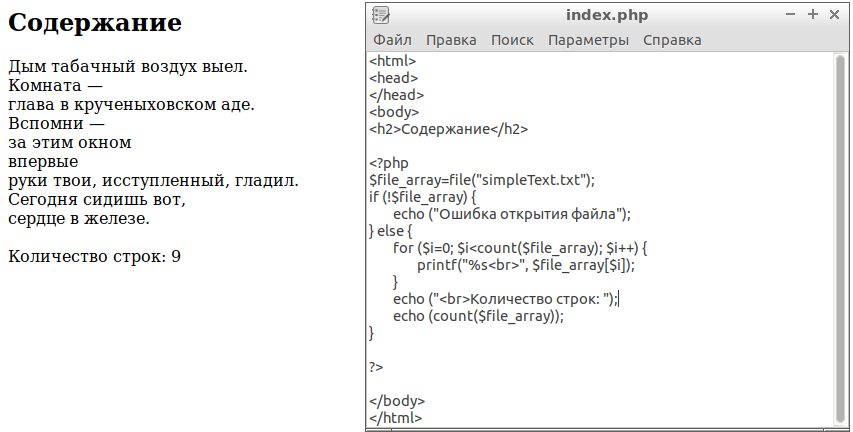 Содержание
Дым табачный воздух выел.
Комната —
глава в крученыховском аде.
Вспомни —
за этим окном
впервые
руки твои, исступленный, гладил.
Сегодня сидишь вот,
сердце в железе.
Количество строк: 9
index.php
Файл Правка Поиск Параметры Справка
<html>
<head>
</head>
<body>
<h2>Содержание</h2>
<?php
$file_array=file("simpleText.txt");
if (!$file_array) {
echo ("Ошибка открытия файла");
} else {
for ($i=0; $i<count($file_array); $i++) {
printf("%s<br>", $file_array[$i]);
}
echo ("<br>Количество строк: ");
echo (count($file_array));
}
?>
</body>
</html>